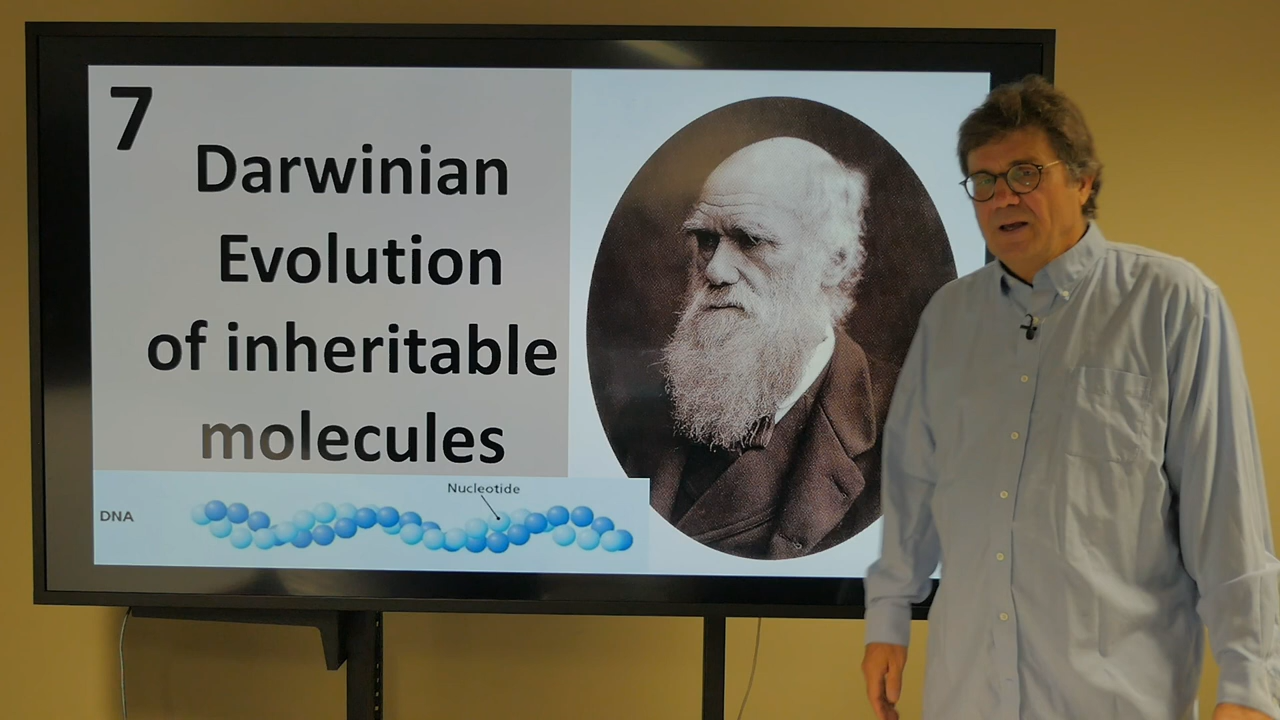 7
Darwinian
Evolution
of inheritable
molecules
Nucleotide
DNA